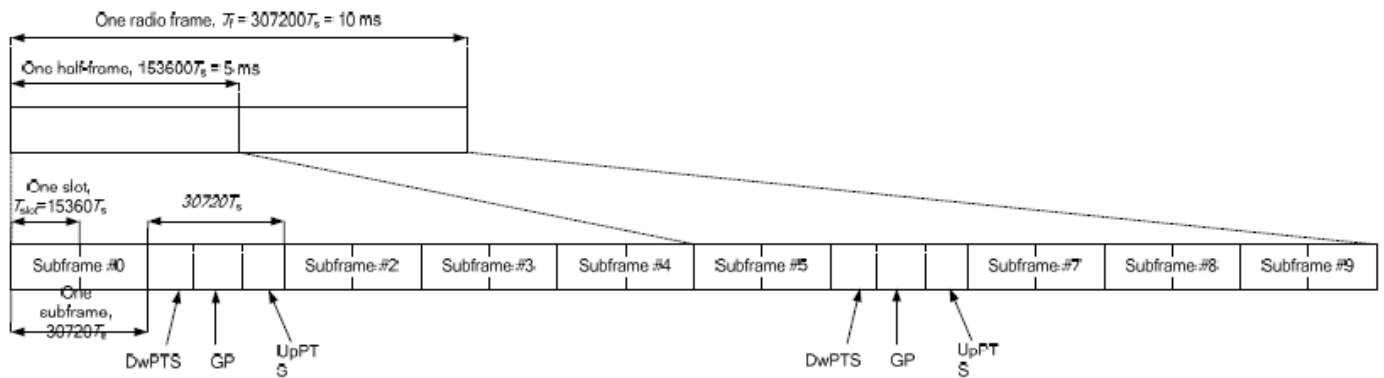 One radio frame, Tf = 307200Ts = 10 ms
One half-frame, 153600Ts = 5 ms
One slot,
Tslot=15360Ts
30720Ts
Subframe #0
Subframe #2
Subframe #3
Subframe #4
Subframe #5
Subframe #7
Subframe #8
Subframe #9
One
subframe,
30720Ts
DwPTS
GP
UpPT
S
DwPTS
GP
UpPT
S